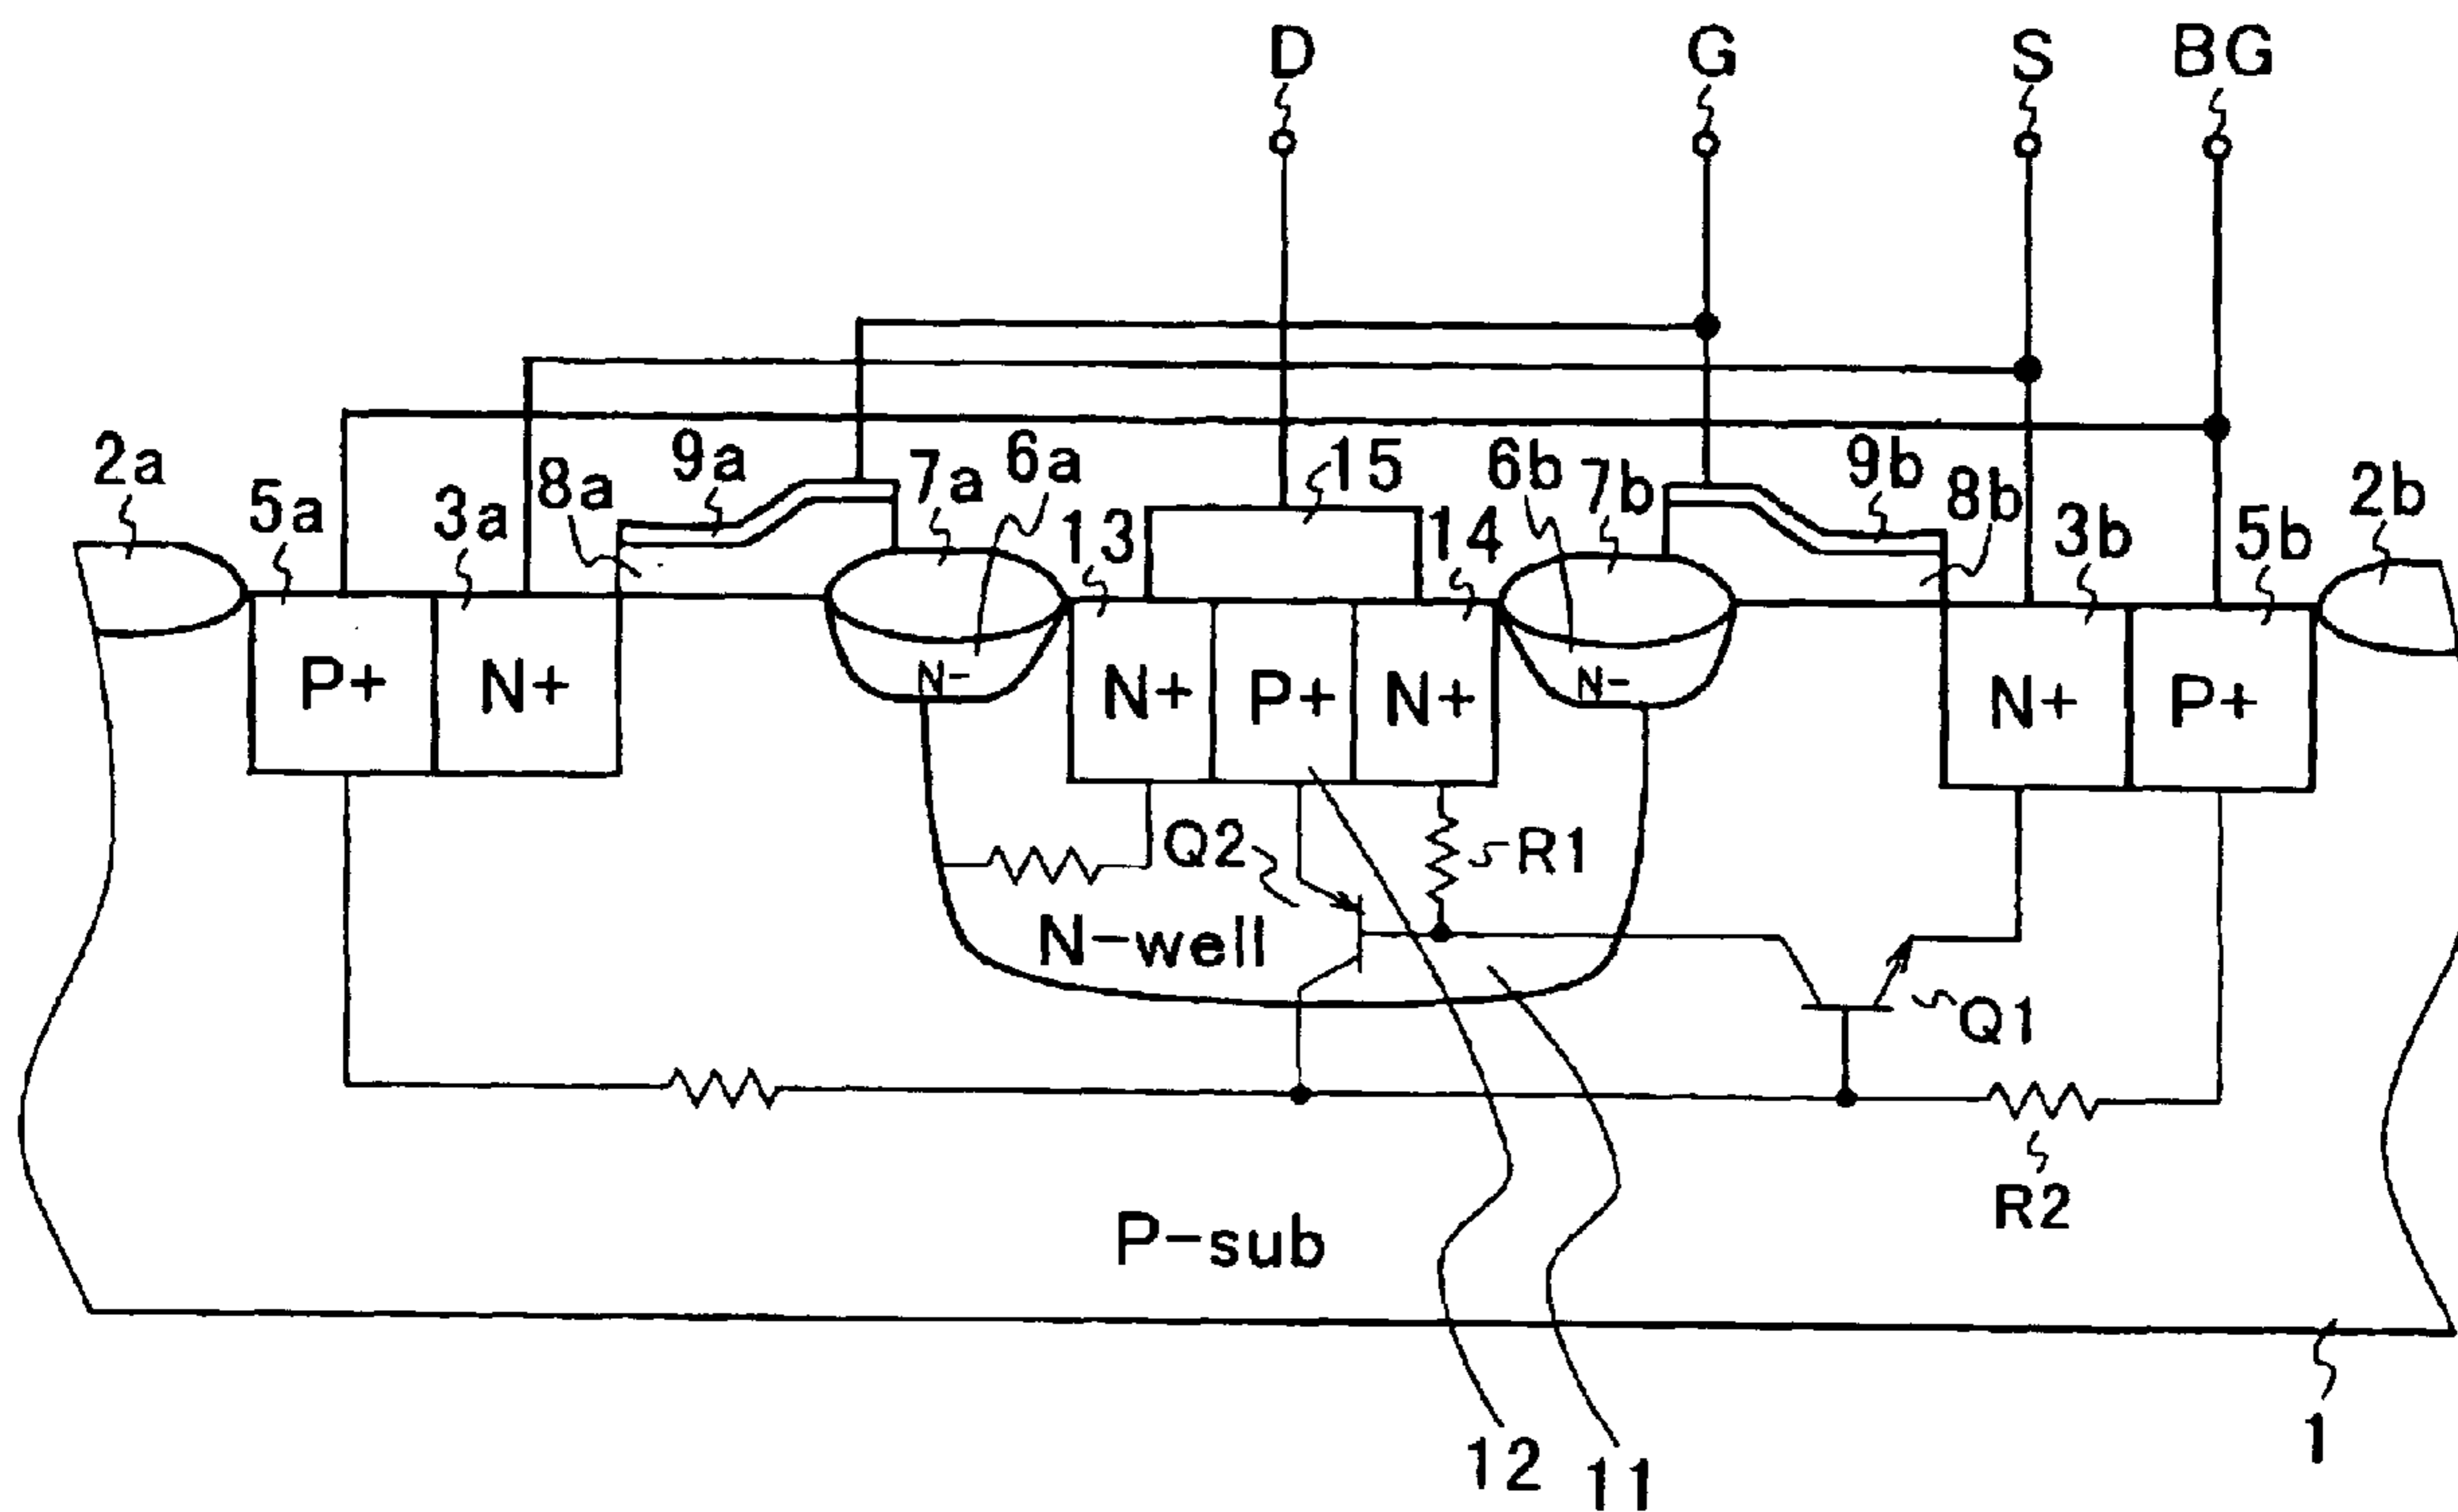 D G S BG
2a 5a 3a 8a 9a 7a 6a 13 15 14 6b 7b 9b 8b 3b 5b 2b
P+ N+ N- N+ P+ N+ N- N+ P+
Q2 R1
N-well
Q1
R2
P-sub
12 11 1